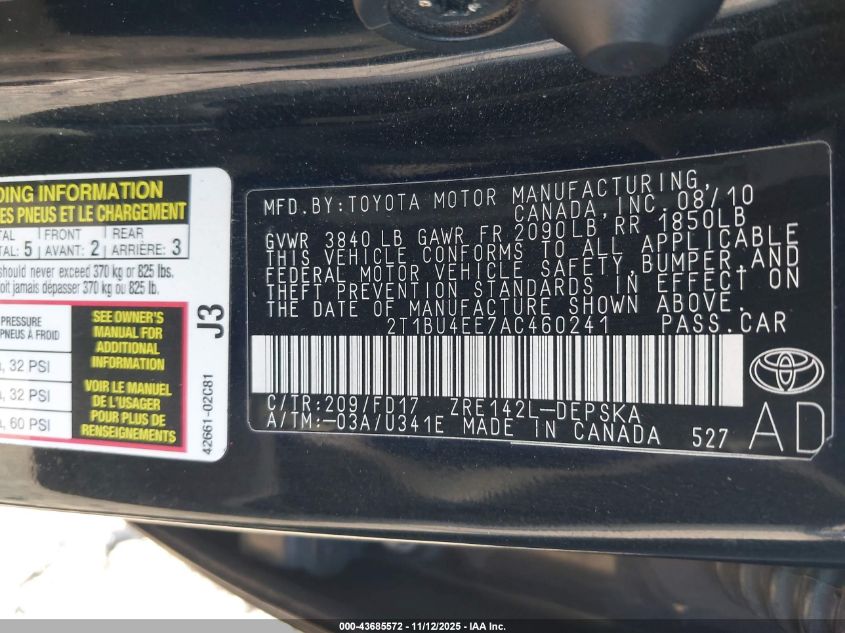 DING INFORMATION
ES PNEUS ET LE CHARGEMENT
TAL FRONT REAR
TAL: 5 AVANT: 2 ARRIÈRE: 3
should never exceed 370 kg or 825 lbs.
oit jamais dépasser 370 kg ou 825 lb.
PRESSURE
PNEUS À FROID
32 PSI
32 PSI
60 PSI
SEE OWNER'S
MANUAL FOR
ADDITIONAL
INFORMATION
VOIR LE MANUEL
DE L'USAGER
POUR PLUS DE
RENSEIGNEMENTS
J3
42661-02C81
MFD.BY:TOYOTA MOTOR MANUFACTURING,
CANADA, INC. 08/10
GVWR 3840 LB GAWR FR 2090LB, RR 1850LB
THIS VEHICLE CONFORMS TO ALL APPLICABLE
FEDERAL MOTOR VEHICLE SAFETY,BUMPER,AND
THEFT PREVENTION STANDARDS IN EFFECT ON
THE DATE OF MANUFACTURE SHOWN ABOVE.
2T1BU4EE7AC460241 PASS.CAR
C/TR:209/FD17 ZRE142L-DEPSKA
A/TM:-03A/U341E MADE IN CANADA 527
AD
000-43685572 - 11/12/2025 - IAA Inc.